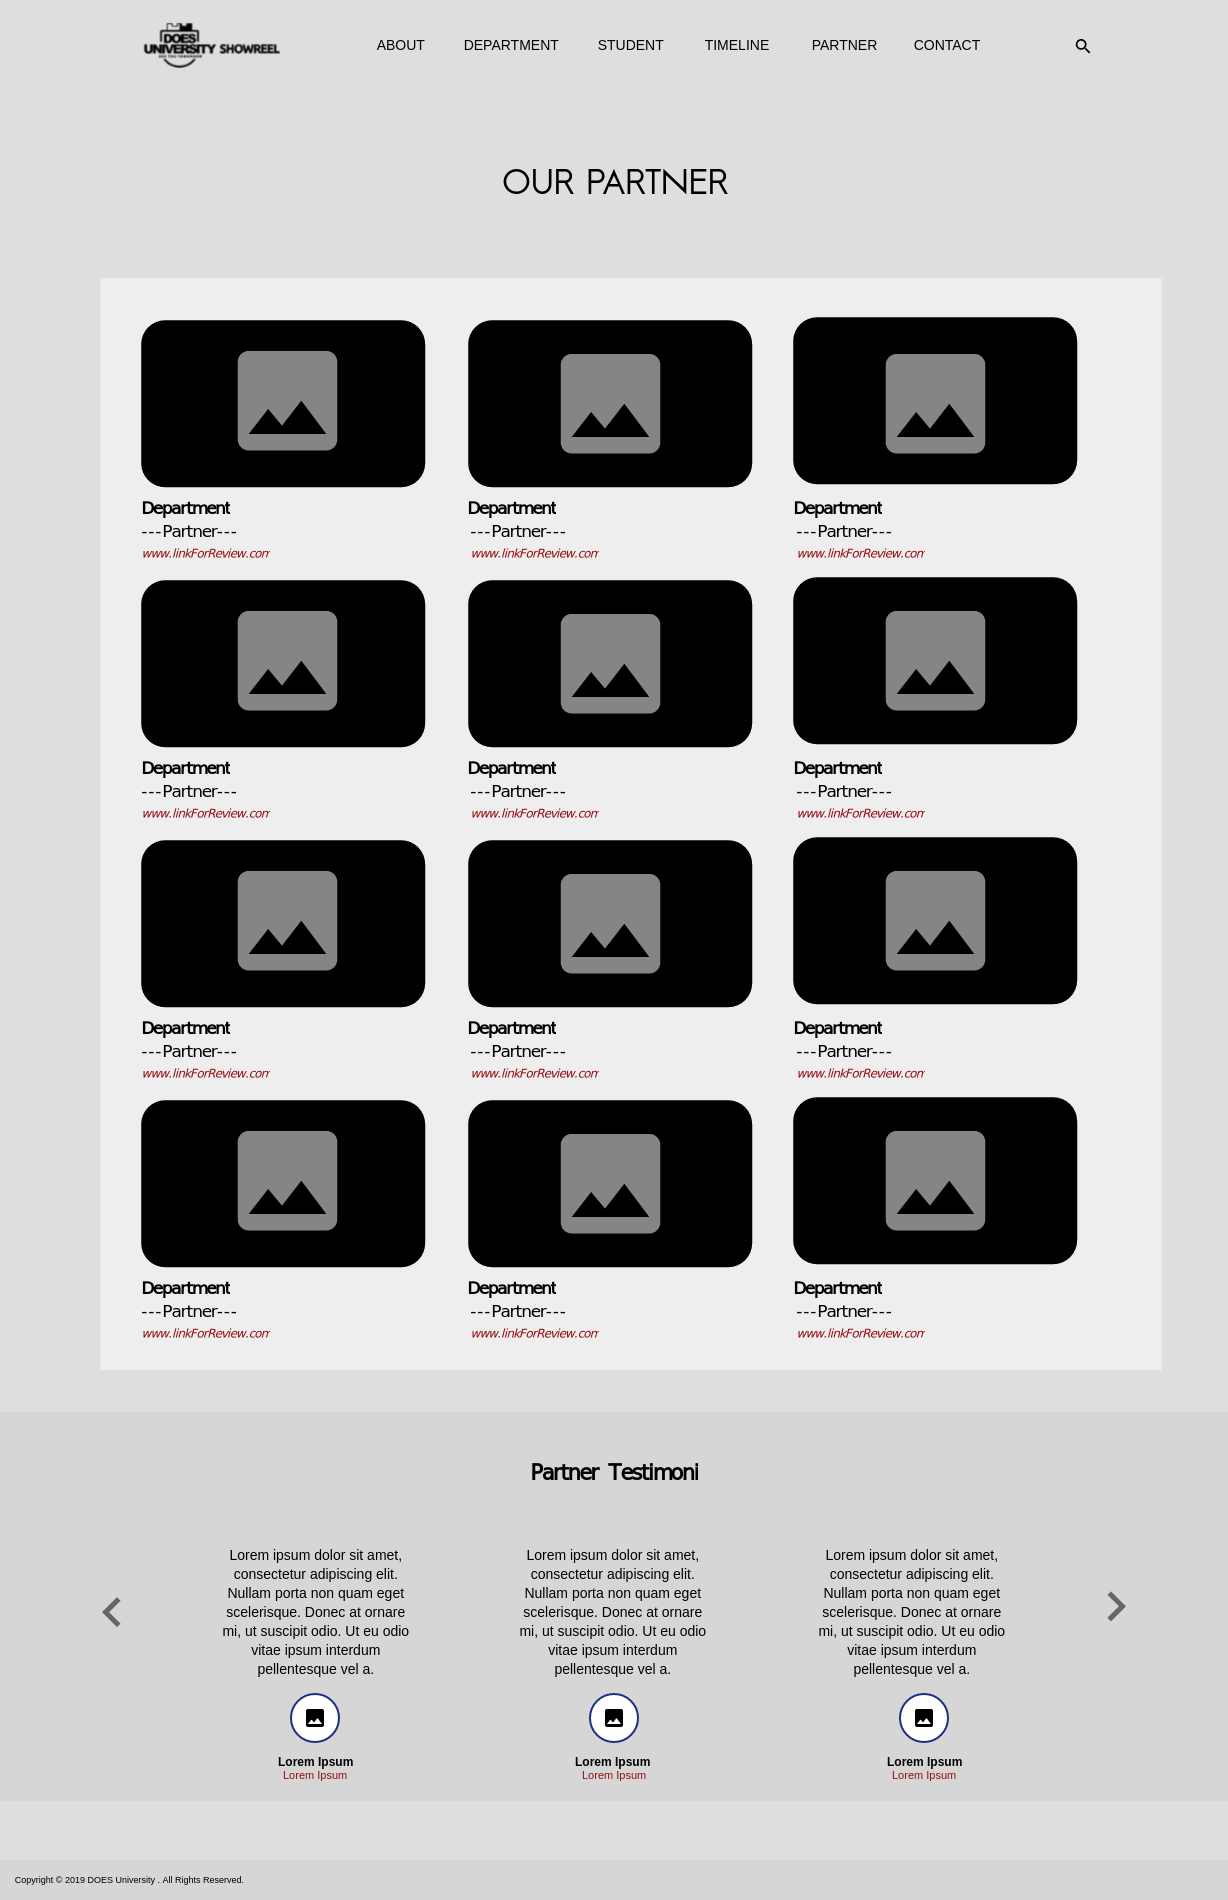 DOES
UNIVERSITY SHOWREEL
ABOUT DEPARTMENT STUDENT TIMELINE PARTNER CONTACT
OUR PARTNER
Department Department Department
---Partner--- ---Partner--- ---Partner---
www.linkForReview.com www.linkForReview.com www.linkForReview.com
Department Department Department
---Partner--- ---Partner--- ---Partner---
www.linkForReview.com www.linkForReview.com www.linkForReview.com
Department Department Department
---Partner--- ---Partner--- ---Partner---
www.linkForReview.com www.linkForReview.com www.linkForReview.com
Department Department Department
---Partner--- ---Partner--- ---Partner---
www.linkForReview.com www.linkForReview.com www.linkForReview.com
Partner Testimoni
Lorem ipsum dolor sit amet,
consectetur adipiscing elit.
Nullam porta non quam eget
scelerisque. Donec at ornare
mi, ut suscipit odio. Ut eu odio
vitae ipsum interdum
pellentesque vel a.
Lorem Ipsum
Lorem Ipsum
Lorem ipsum dolor sit amet,
consectetur adipiscing elit.
Nullam porta non quam eget
scelerisque. Donec at ornare
mi, ut suscipit odio. Ut eu odio
vitae ipsum interdum
pellentesque vel a.
Lorem Ipsum
Lorem Ipsum
Lorem ipsum dolor sit amet,
consectetur adipiscing elit.
Nullam porta non quam eget
scelerisque. Donec at ornare
mi, ut suscipit odio. Ut eu odio
vitae ipsum interdum
pellentesque vel a.
Lorem Ipsum
Lorem Ipsum
Copyright © 2019 DOES University . All Rights Reserved.